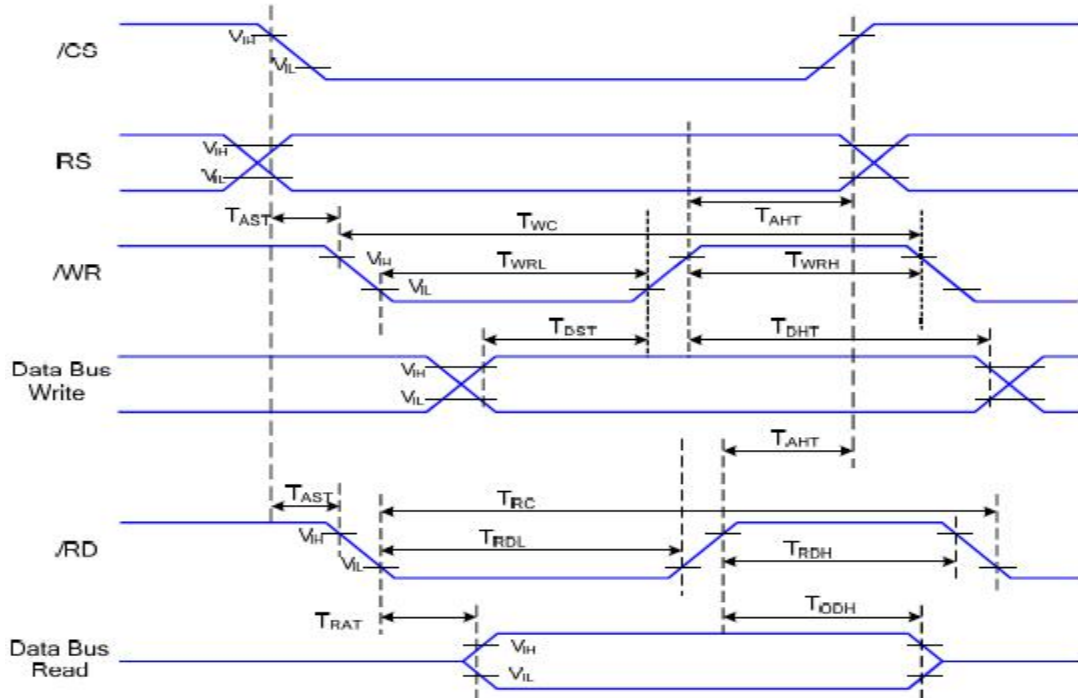 /CS
VIH
VIL
RS
VIH
VIL
TAST
TWC
TAHT
/WR
VIH
VIL
TWRL
TWRH
TDST
TDHT
Data Bus
Write
VIH
VIL
TAHT
TAST
TRC
/RD
VIH
VIL
TRDL
TRDH
TRAT
TODH
Data Bus
Read
VIH
VIL